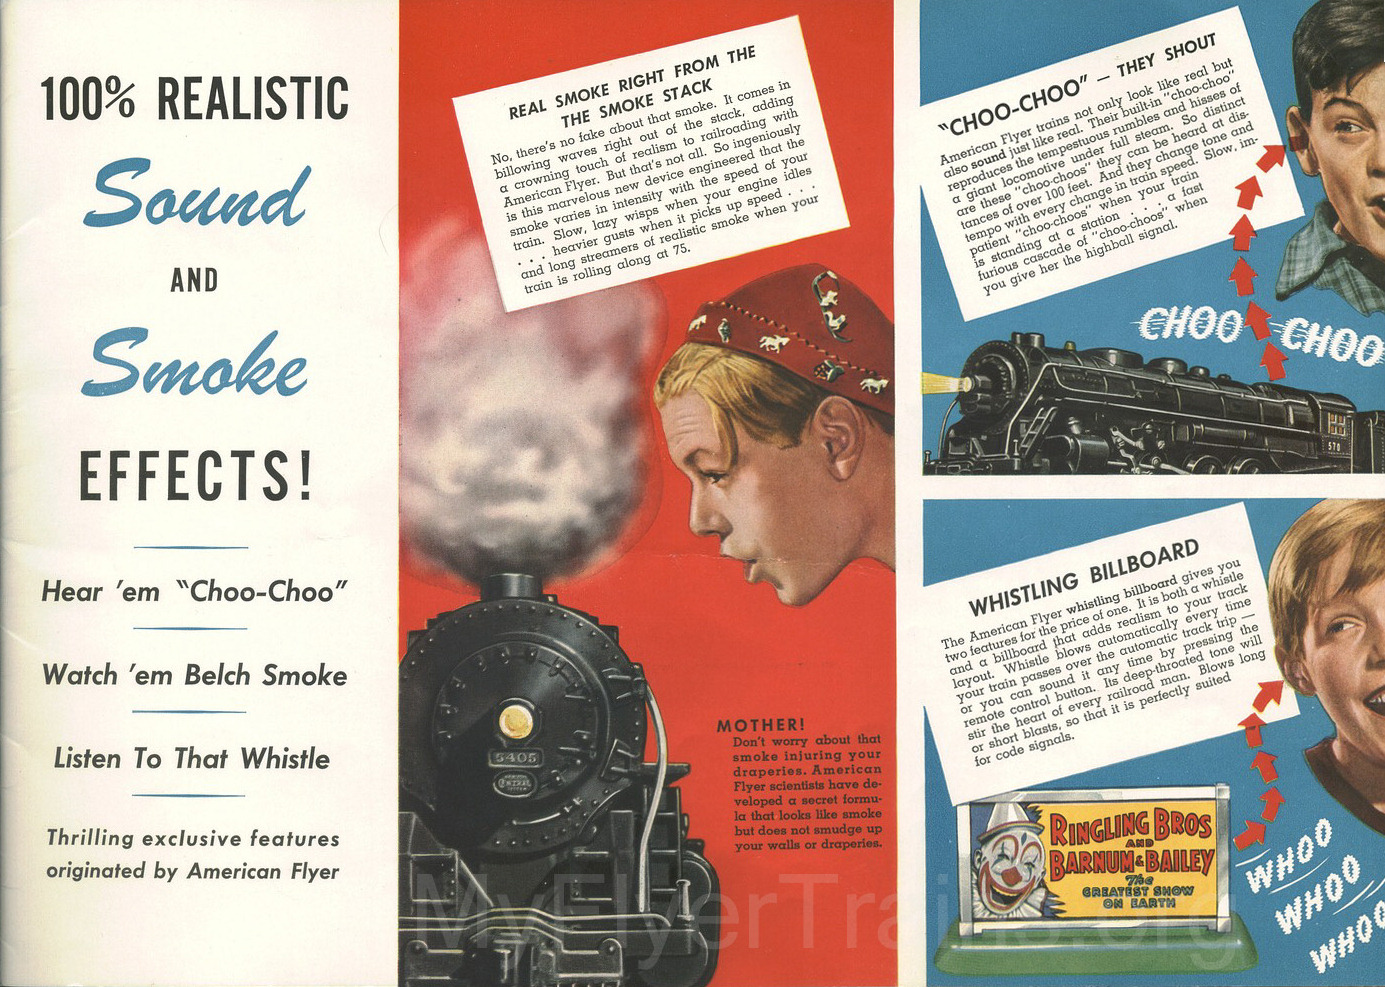 100% REALISTIC
Sound
AND
Smoke
EFFECTS!
Hear 'em "Choo-Choo"
Watch 'em Belch Smoke
Listen To That Whistle
Thrilling exclusive features
originated by American Flyer
REAL SMOKE RIGHT FROM THE
THE SMOKE STACK
No, there's no fake about that smoke. It comes in
billowing waves right out of the stack, adding
a crowning touch of realism to railroading with
American Flyer. But that's not all. So ingeniously
is this marvelous new device engineered that the
smoke varies in intensity with the speed of your
train. Slow, lazy wisps when your engine idles
. . . heavier gusts when it picks up speed . . .
and long streamers of realistic smoke when your
train is rolling along at 75.
5405
CENTRAL
SYSTEM
MOTHER!
Don't worry about that
smoke injuring your
draperies. American
Flyer scientists have de-
veloped a secret formu-
la that looks like smoke
but does not smudge up
your walls or draperies.
"CHOO-CHOO" — THEY SHOUT
American Flyer trains not only look like real but
also sound just like real. Their built-in "choo-choo"
reproduces the tempestuous rumbles and hisses of
a giant locomotive under full steam. So distinct
are these "choo-choos" they can be heard at dis-
tances of over 100 feet. And they change tone and
tempo with every change in train speed. Slow, im-
patient "choo-choos" when your train
is standing at a station . . . a fast
furious cascade of "choo-choos" when
you give her the highball signal.
CHOO CHOO
570
WHISTLING BILLBOARD
The American Flyer whistling billboard gives you
two features for the price of one. It is both a whistle
and a billboard that adds realism to your track
layout. Whistle blows automatically every time
your train passes over the automatic track trip —
or you can sound it any time by pressing the
remote control button. Its deep-throated tone will
stir the heart of every railroad man. Blows long
or short blasts, so that it is perfectly suited
for code signals.
RINGLING BROS
AND
BARNUM & BAILEY
The
GREATEST SHOW
ON EARTH
WHOO
WHOO
WHOO
MyFlyerTrains.org